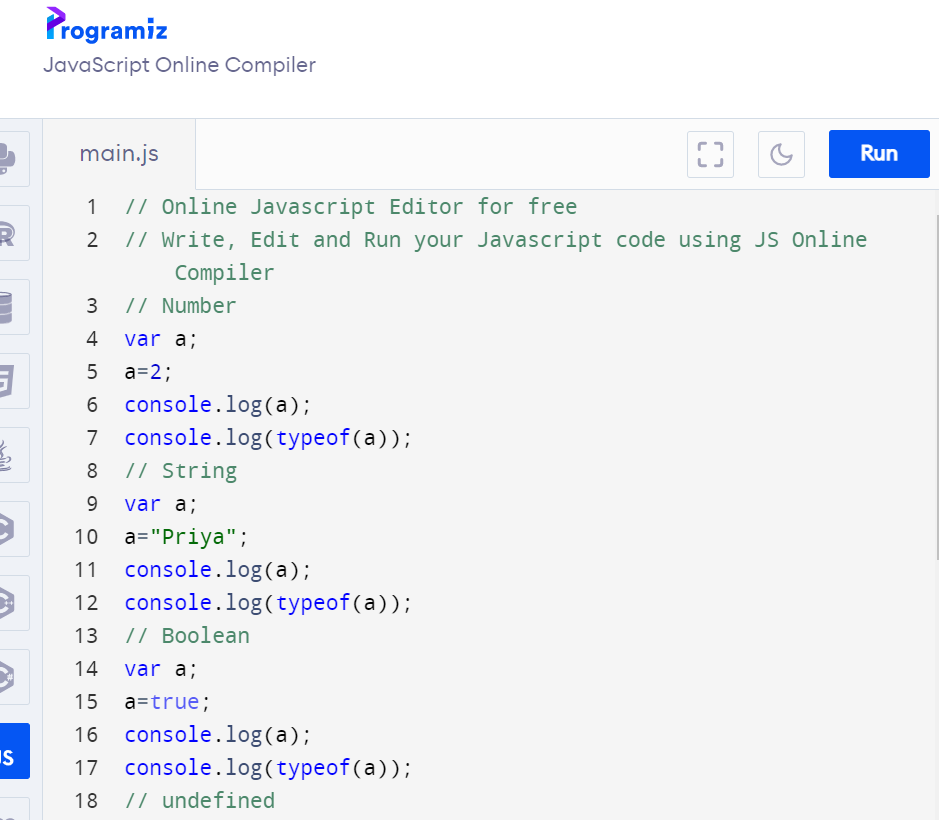 Programiz
JavaScript Online Compiler
main.js
Run
1 // Online Javascript Editor for free
2 // Write, Edit and Run your Javascript code using JS Online
Compiler
3 // Number
4 var a;
5 a=2;
6 console.log(a);
7 console.log(typeof(a));
8 // String
9 var a;
10 a="Priya";
11 console.log(a);
12 console.log(typeof(a));
13 // Boolean
14 var a;
15 a=true;
16 console.log(a);
17 console.log(typeof(a));
JS
18 // undefined